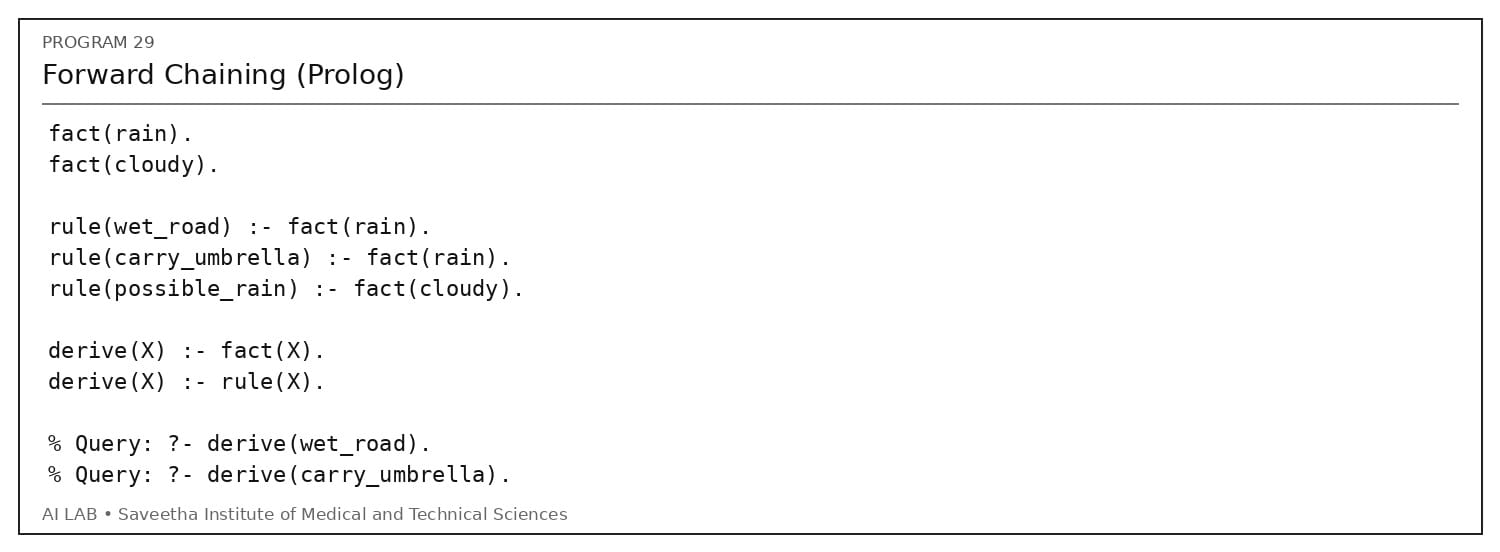 PROGRAM 29
Forward Chaining (Prolog)
fact(rain).
fact(cloudy).
rule(wet_road) :- fact(rain).
rule(carry_umbrella) :- fact(rain).
rule(possible_rain) :- fact(cloudy).
derive(X) :- fact(X).
derive(X) :- rule(X).
% Query: ?- derive(wet_road).
% Query: ?- derive(carry_umbrella).
AI LAB • Saveetha Institute of Medical and Technical Sciences